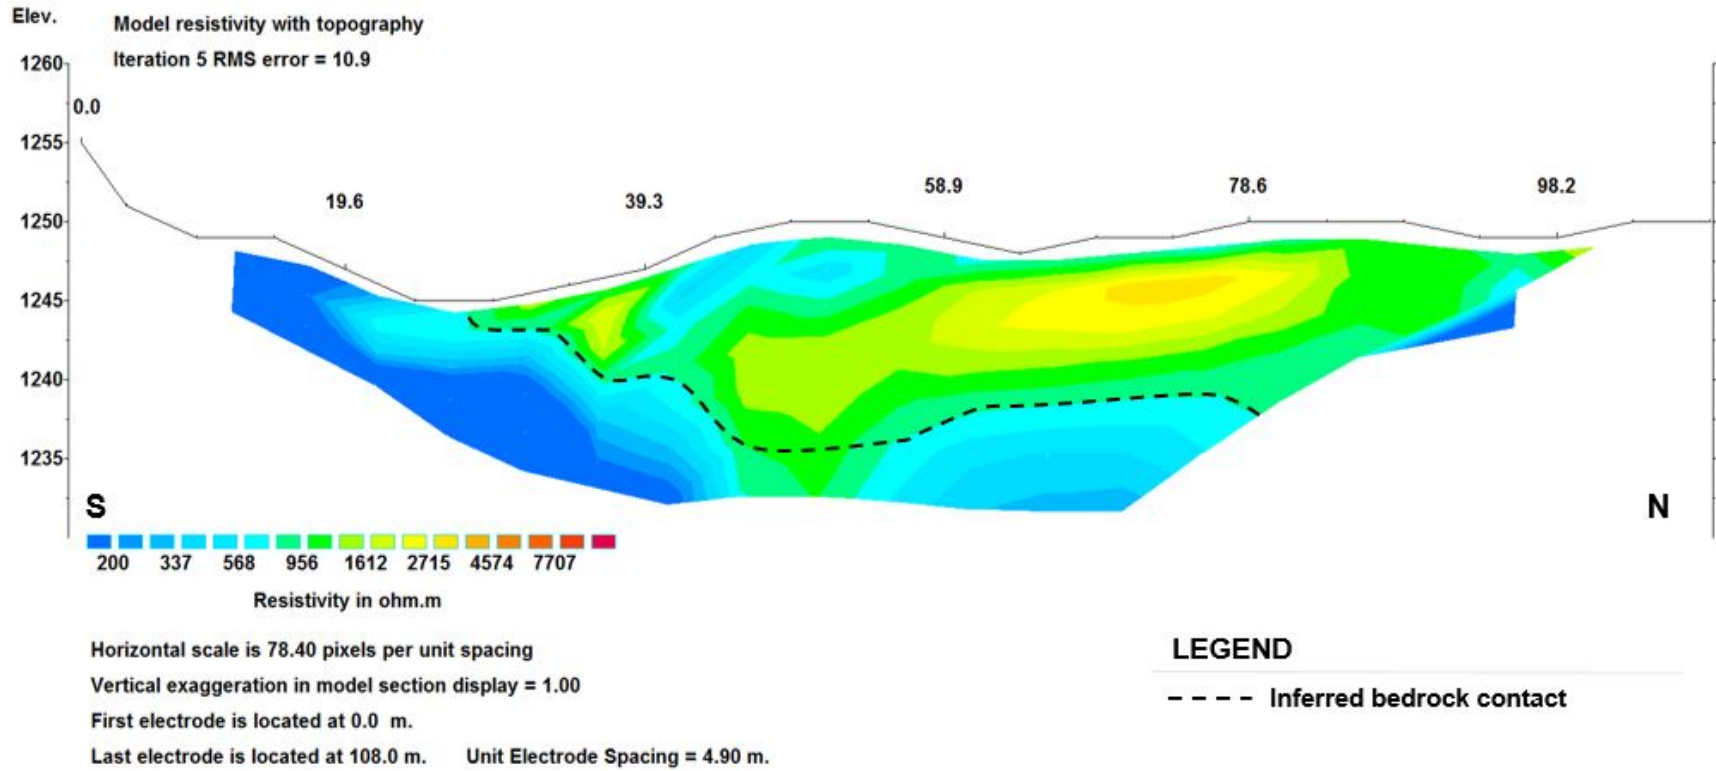 Elev.
Model resistivity with topography
Iteration 5 RMS error = 10.9
1260
0.0
1255
19.6
39.3
58.9
78.6
98.2
1250
1245
1240
1235
S
N
200 337 568 956 1612 2715 4574 7707
Resistivity in ohm.m
Horizontal scale is 78.40 pixels per unit spacing
Vertical exaggeration in model section display = 1.00
First electrode is located at 0.0 m.
Last electrode is located at 108.0 m. Unit Electrode Spacing = 4.90 m.
LEGEND
Inferred bedrock contact